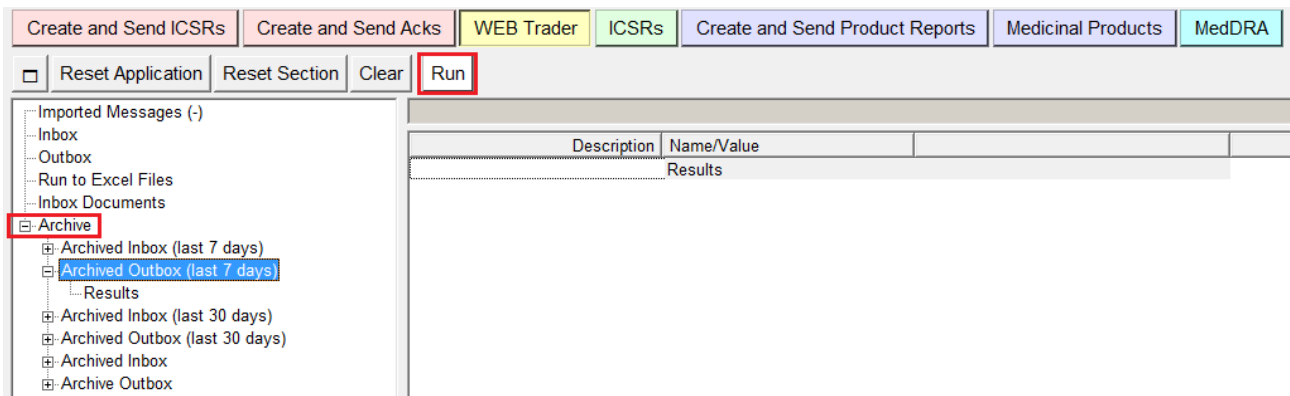 Create and Send ICSRs Create and Send Acks WEB Trader ICSRs Create and Send Product Reports Medicinal Products MedDRA
Reset Application Reset Section Clear Run
Imported Messages (-)
Inbox
Outbox
Run to Excel Files
Inbox Documents
Archive
Archived Inbox (last 7 days)
Archived Outbox (last 7 days)
Results
Archived Inbox (last 30 days)
Archived Outbox (last 30 days)
Archived Inbox
Archive Outbox
Description Name/Value
Results